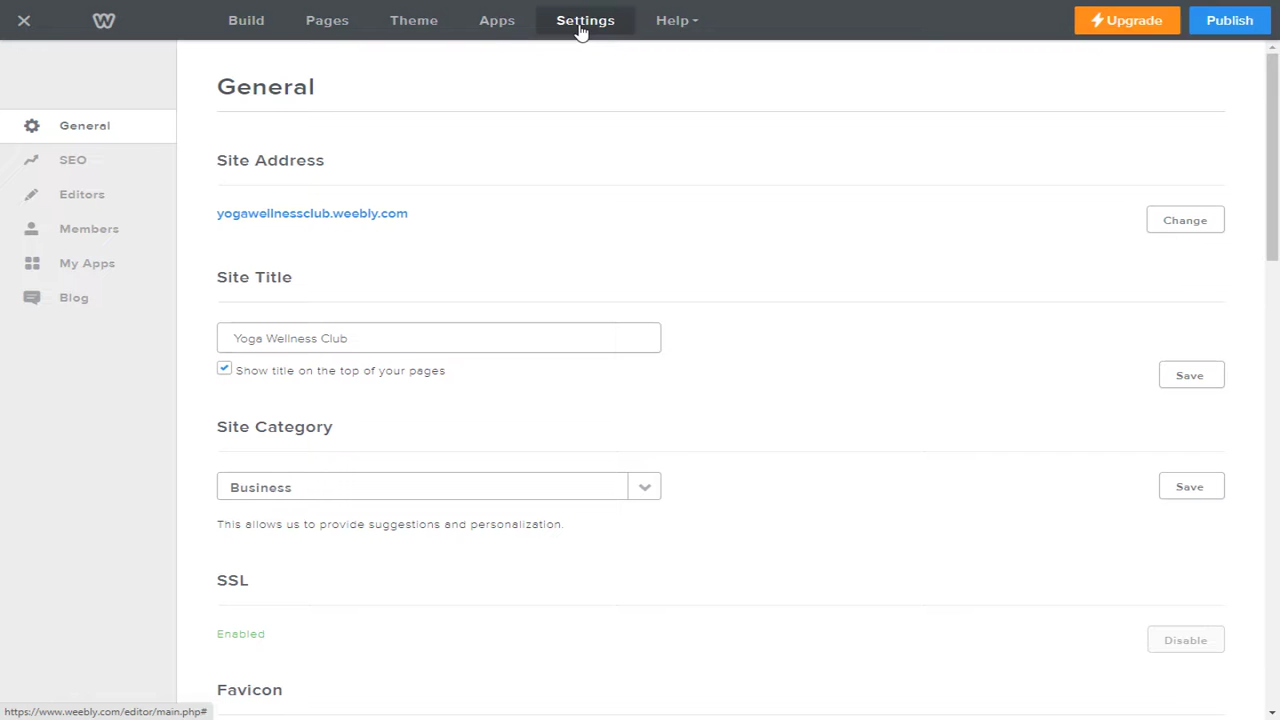 Build Pages Theme Apps Settings Help Upgrade Publish
General
General
SEO
Editors
Members
My Apps
Blog
Site Address
yogawellnessclub.weebly.com
Change
Site Title
Yoga Wellness Club
Show title on the top of your pages
Save
Site Category
Business
Save
This allows us to provide suggestions and personalization.
SSL
Enabled
Disable
Favicon
https://www.weebly.com/editor/main.php#